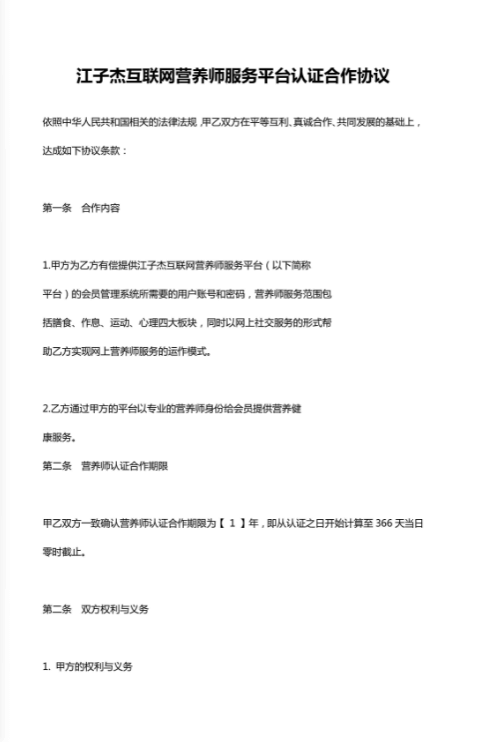 江子杰互联网营养师服务平台认证合作协议
依照中华人民共和国相关的法律法规，甲乙双方在平等互利、真诚合作、共同发展的基础上，
达成如下协议条款：
第一条　合作内容
1.甲方为乙方有偿提供江子杰互联网营养师服务平台（以下简称
平台）的会员管理系统所需要的用户账号和密码，营养师服务范围包
括膳食、作息、运动、心理四大板块，同时以网上社交服务的形式帮
助乙方实现网上营养师服务的运作模式。
2.乙方通过甲方的平台以专业的营养师身份给会员提供营养健
康服务。
第二条　营养师认证合作期限
甲乙双方一致确认营养师认证合作期限为【 1 】年，即从认证之日开始计算至 366 天当日
零时截止。
第二条　双方权利与义务
1. 甲方的权利与义务